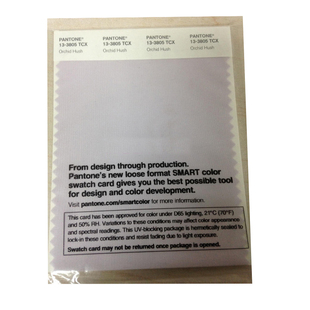 PANTONE® PANTONE® PANTONE® PANTONE®
13-3805 TCX 13-3805 TCX 13-3805 TCX 13-3805 TCX
Orchid Hush Orchid Hush Orchid Hush Orchid Hush
From design through production.
Pantone's new loose format SMART color
swatch card gives you the best possible tool
for design and color development.
Visit pantone.com/smartcolor for more information.
This card has been approved for color under D65 lighting, 21°C (70°F)
and 50% RH. Variations to these conditions may affect color appearance
and spectral readings. This UV-blocking package is hermetically sealed to
lock-in these conditions and resist fading due to light exposure.
Swatch card may not be returned once package is opened.